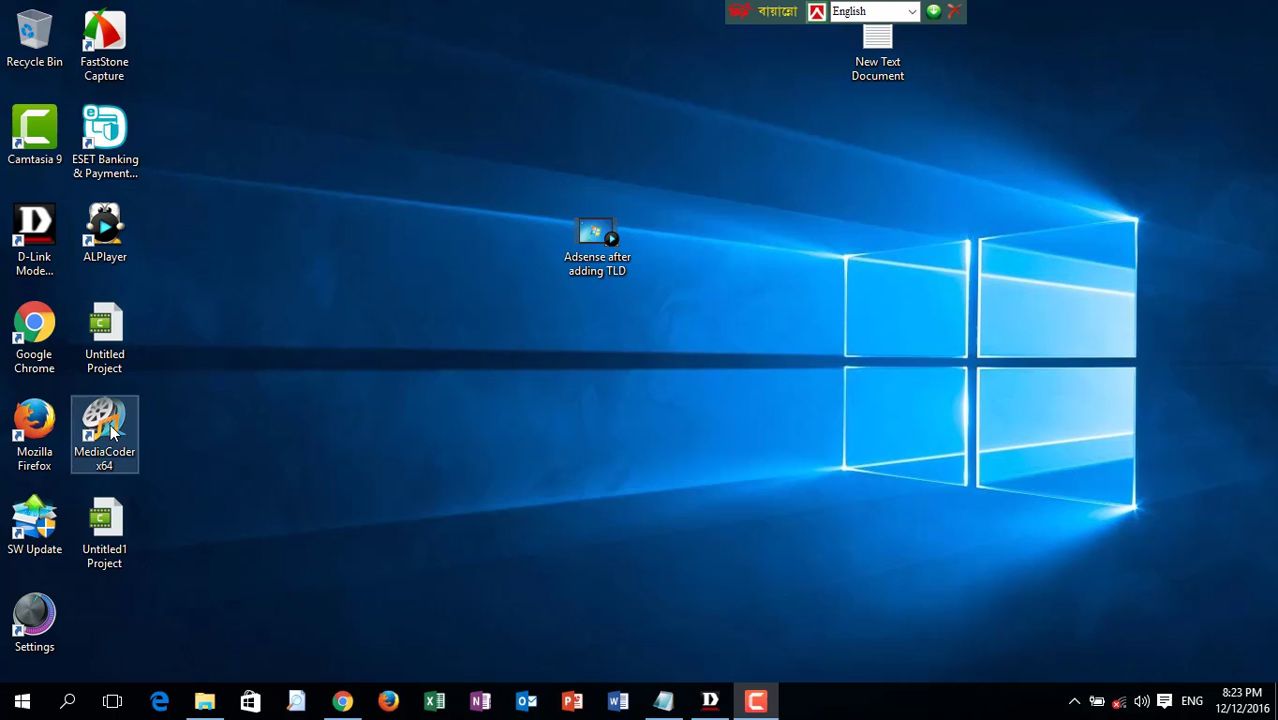 বায়ান্নো English
Recycle Bin
FastStone
Capture
New Text
Document
Camtasia 9
ESET Banking
& Payment...
D-Link
Mode...
ALPlayer
Adsense after
adding TLD
Google
Chrome
Untitled
Project
Mozilla
Firefox
MediaCoder
x64
SW Update
Untitled1
Project
Settings
ENG
8:23 PM
12/12/2016